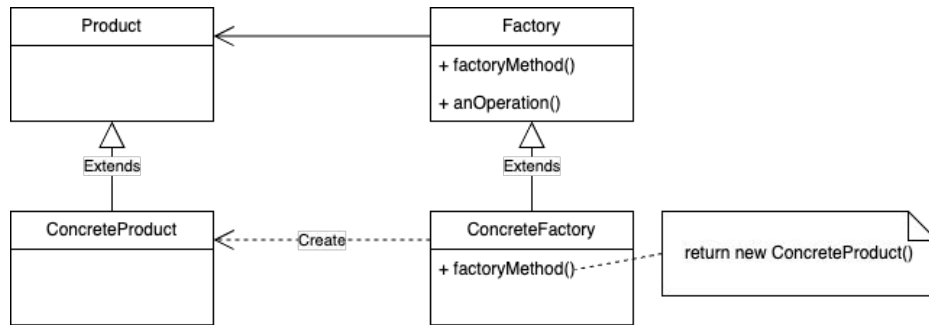 Product
Factory
+ factoryMethod()
+ anOperation()
Extends
Extends
ConcreteProduct
Create
ConcreteFactory
+ factoryMethod()
return new ConcreteProduct()